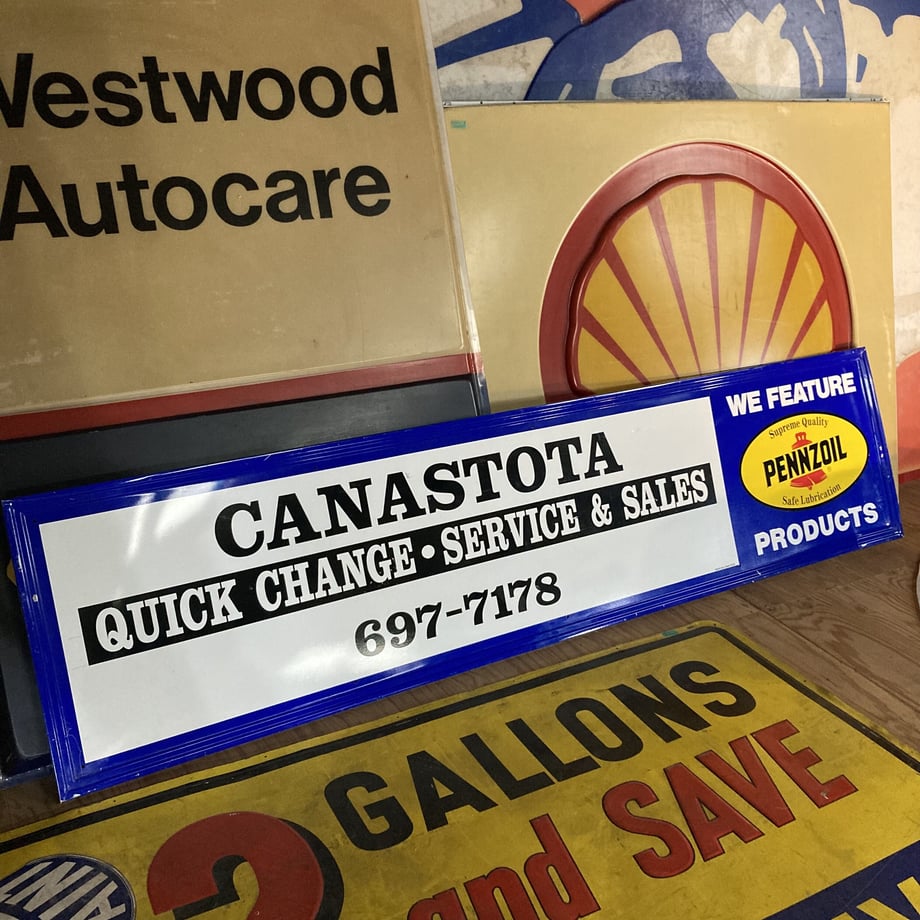 Westwood
Autocare
CANASTOTA
QUICK CHANGE • SERVICE & SALES
697-7178
WE FEATURE
Supreme Quality
PENNZOIL
Safe Lubrication
PRODUCTS
2 GALLONS
and SAVE